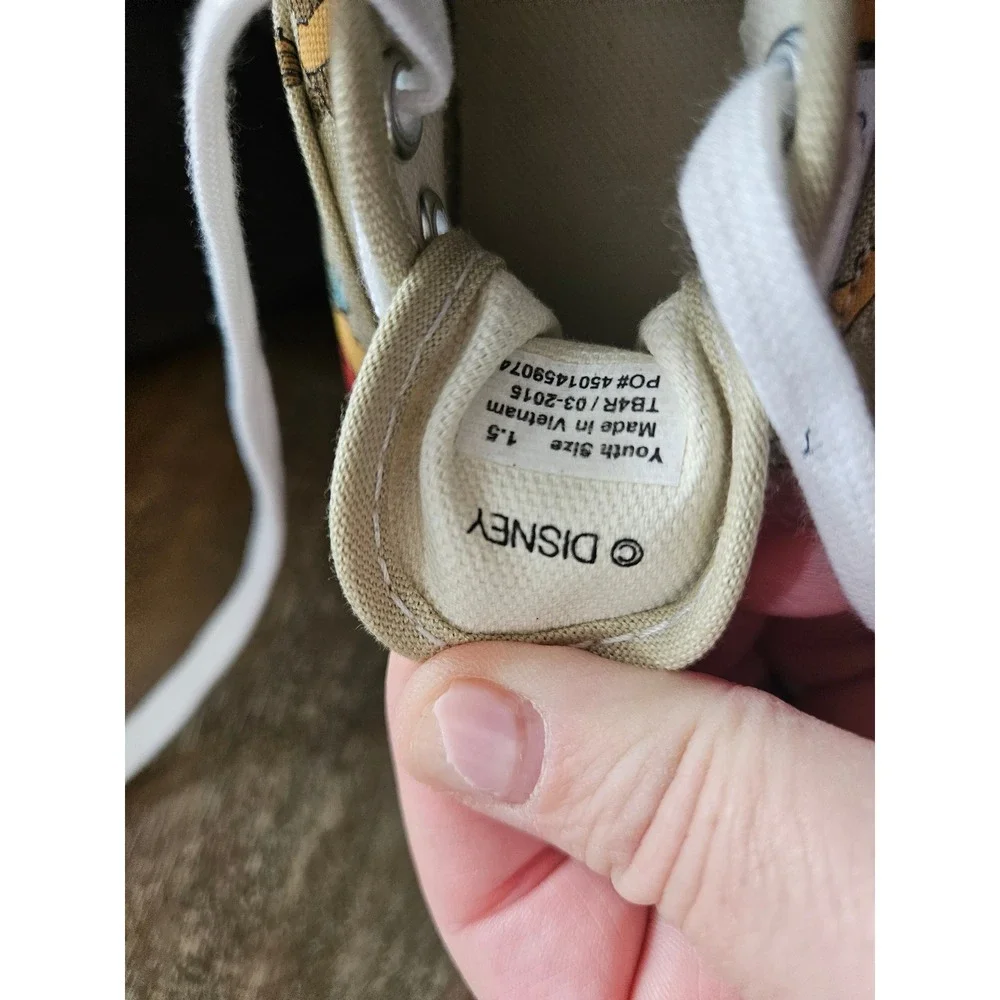 © DISNEY
Youth Size 1.5
Made in Vietnam
TB4R / 03-2015
PO# 4501459074